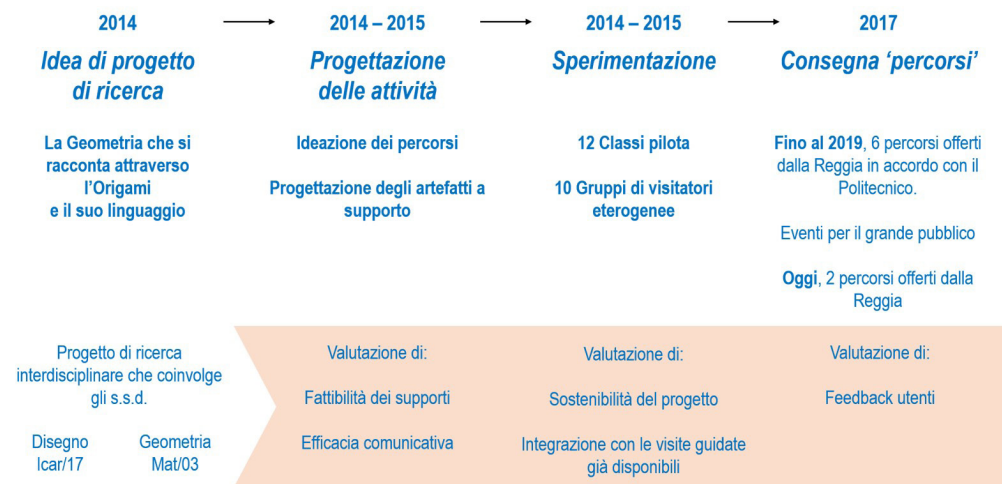 2014
Idea di progetto
di ricerca
La Geometria che si
racconta attraverso
l'Origami
e il suo linguaggio
2014 – 2015
Progettazione
delle attività
Ideazione dei percorsi
Progettazione degli artefatti a
supporto
2014 – 2015
Sperimentazione
12 Classi pilota
10 Gruppi di visitatori
eterogenee
2017
Consegna ‘percorsi’
Fino al 2019, 6 percorsi offerti
dalla Reggia in accordo con il
Politecnico.
Eventi per il grande pubblico
Oggi, 2 percorsi offerti dalla
Reggia
Progetto di ricerca
interdisciplinare che coinvolge
gli s.s.d.
Disegno
Icar/17
Geometria
Mat/03
Valutazione di:
Fattibilità dei supporti
Efficacia comunicativa
Valutazione di:
Sostenibilità del progetto
Integrazione con le visite guidate
già disponibili
Valutazione di:
Feedback utenti